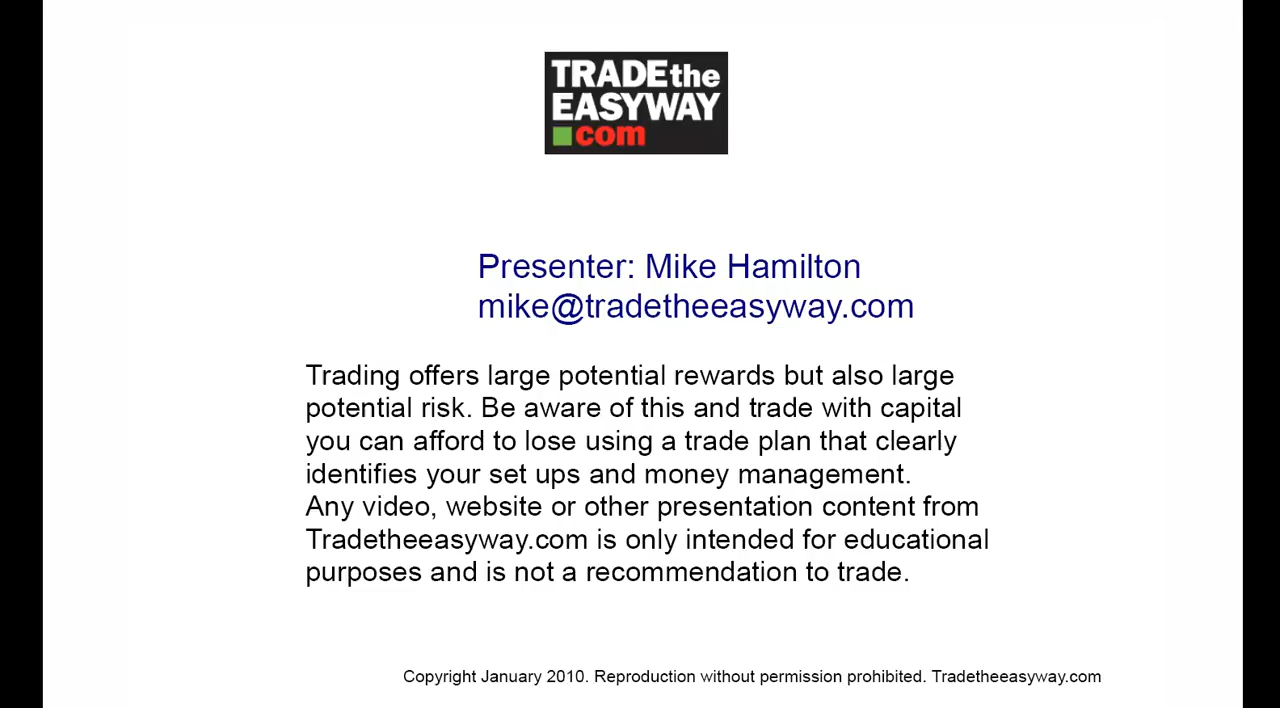 TRADEthe
EASYWAY
com
Presenter: Mike Hamilton
mike@tradetheeasyway.com
Trading offers large potential rewards but also large
potential risk. Be aware of this and trade with capital
you can afford to lose using a trade plan that clearly
identifies your set ups and money management.
Any video, website or other presentation content from
Tradetheeasyway.com is only intended for educational
purposes and is not a recommendation to trade.
Copyright January 2010. Reproduction without permission prohibited. Tradetheeasyway.com